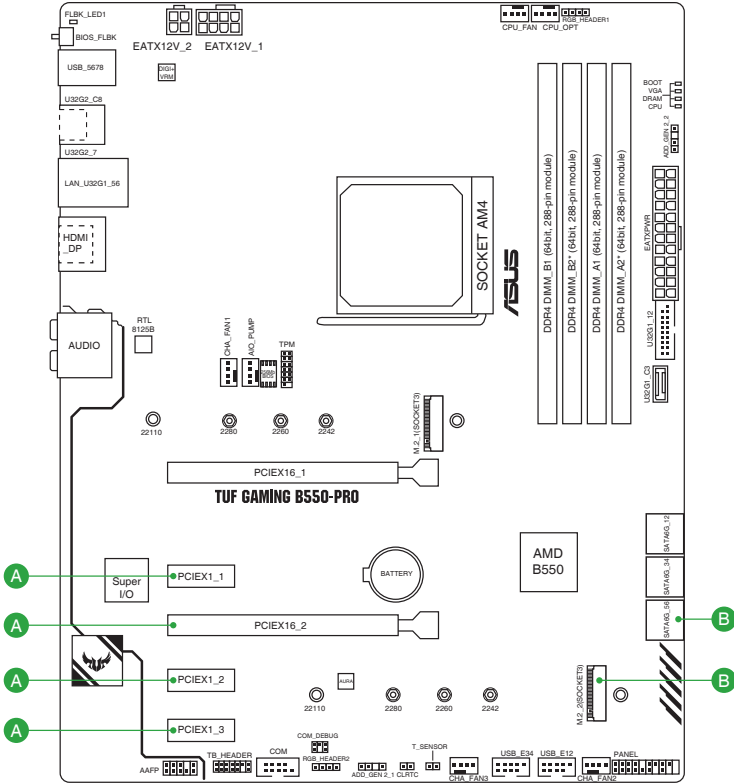 FLBK_LED1
BIOS_FLBK
EATX12V_2
EATX12V_1
CPU_FAN
CPU_OPT
RGB_HEADER1
USB_5678
DIGI+
VRM
U32G2_C8
U32G2_7
LAN_U32G1_56
HDMI
_DP
AUDIO
RTL
8125B
SOCKET AM4
ASUS
DDR4 DIMM_B1 (64bit, 288-pin module)
DDR4 DIMM_B2* (64bit, 288-pin module)
DDR4 DIMM_A1 (64bit, 288-pin module)
DDR4 DIMM_A2* (64bit, 288-pin module)
BOOT
VGA
DRAM
CPU
ADD_GEN 2_2
EATXPWR
U32G1_12
U32G1_C3
CHA_FAN1
AIO_PUMP
BIOS
TPM
M.2_1(SOCKET3)
22110
2280
2260
2242
PCIEX16_1
TUF GAMING B550-PRO
SATA6G_12
SATA6G_34
SATA6G_56
AMD
B550
BATTERY
Super
I/O
A
PCIEX1_1
A
PCIEX16_2
B
A
PCIEX1_2
B
M.2_2(SOCKET3)
AURA
22110
2280
2260
2242
A
PCIEX1_3
AAFP
TB_HEADER
COM
COM_DEBUG
RGB_HEADER2
ADD_GEN 2_1
CLRTC
T_SENSOR
CHA_FAN3
USB_E34
USB_E12
CHA_FAN2
PANEL